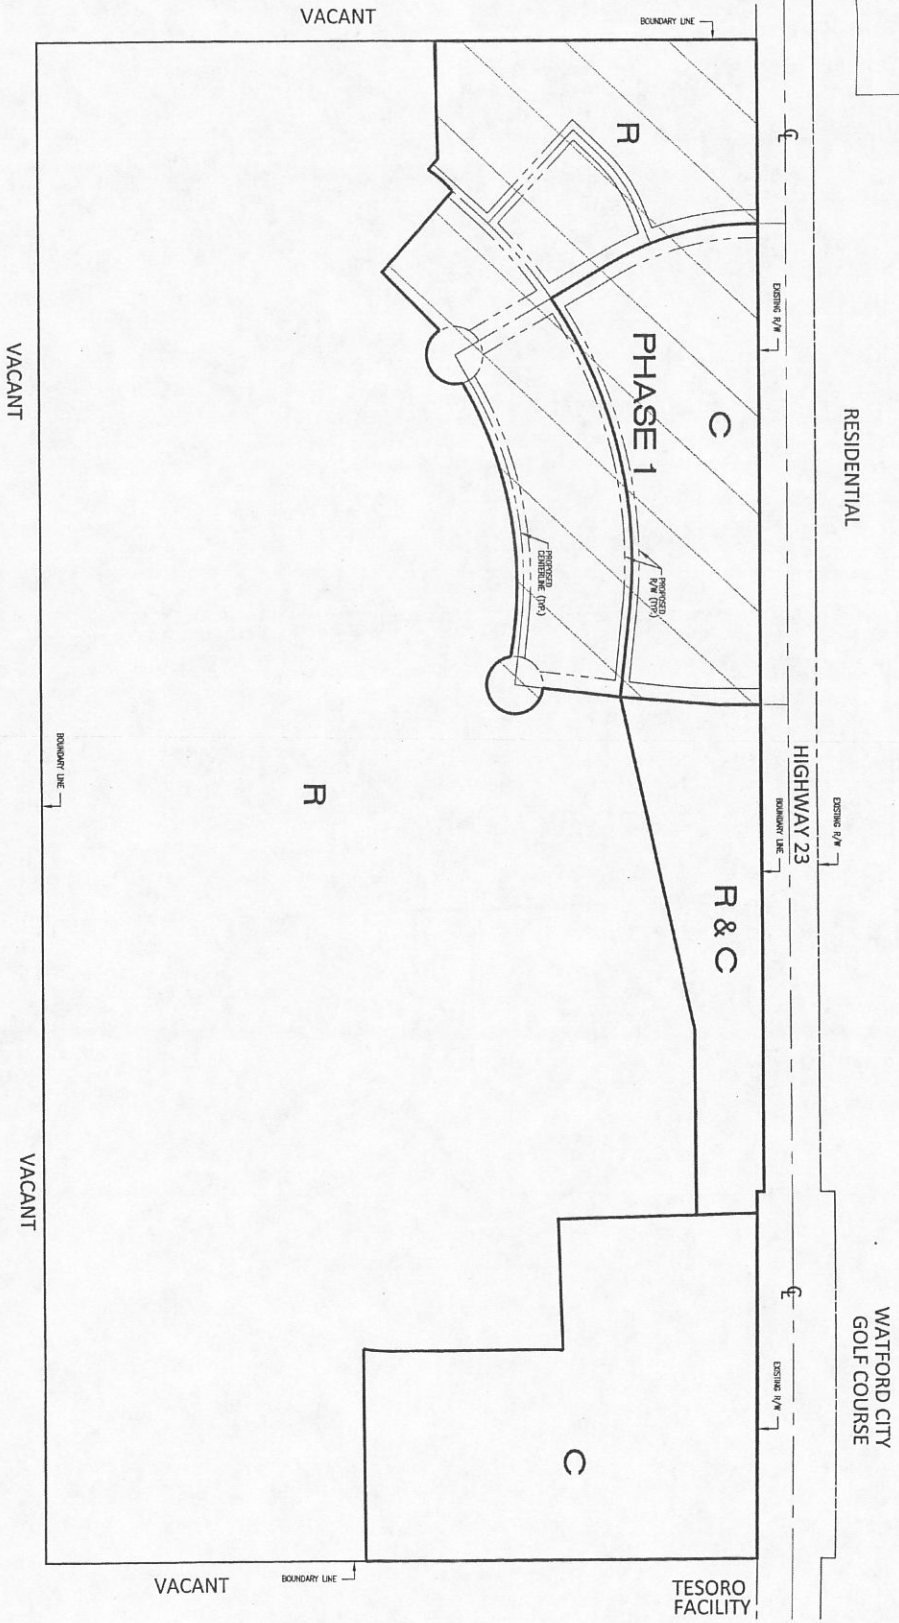 VACANT
BOUNDARY LINE
R
℄
EXISTING R/W
PHASE 1
C
RESIDENTIAL
VACANT
PROPOSED
CENTERLINE (TYP.)
PROPOSED
R/W (TYP.)
BOUNDARY LINE
R
HIGHWAY 23
BOUNDARY LINE
EXISTING R/W
R & C
VACANT
℄
EXISTING R/W
WATFORD CITY
GOLF COURSE
C
VACANT
BOUNDARY LINE
TESORO
FACILITY